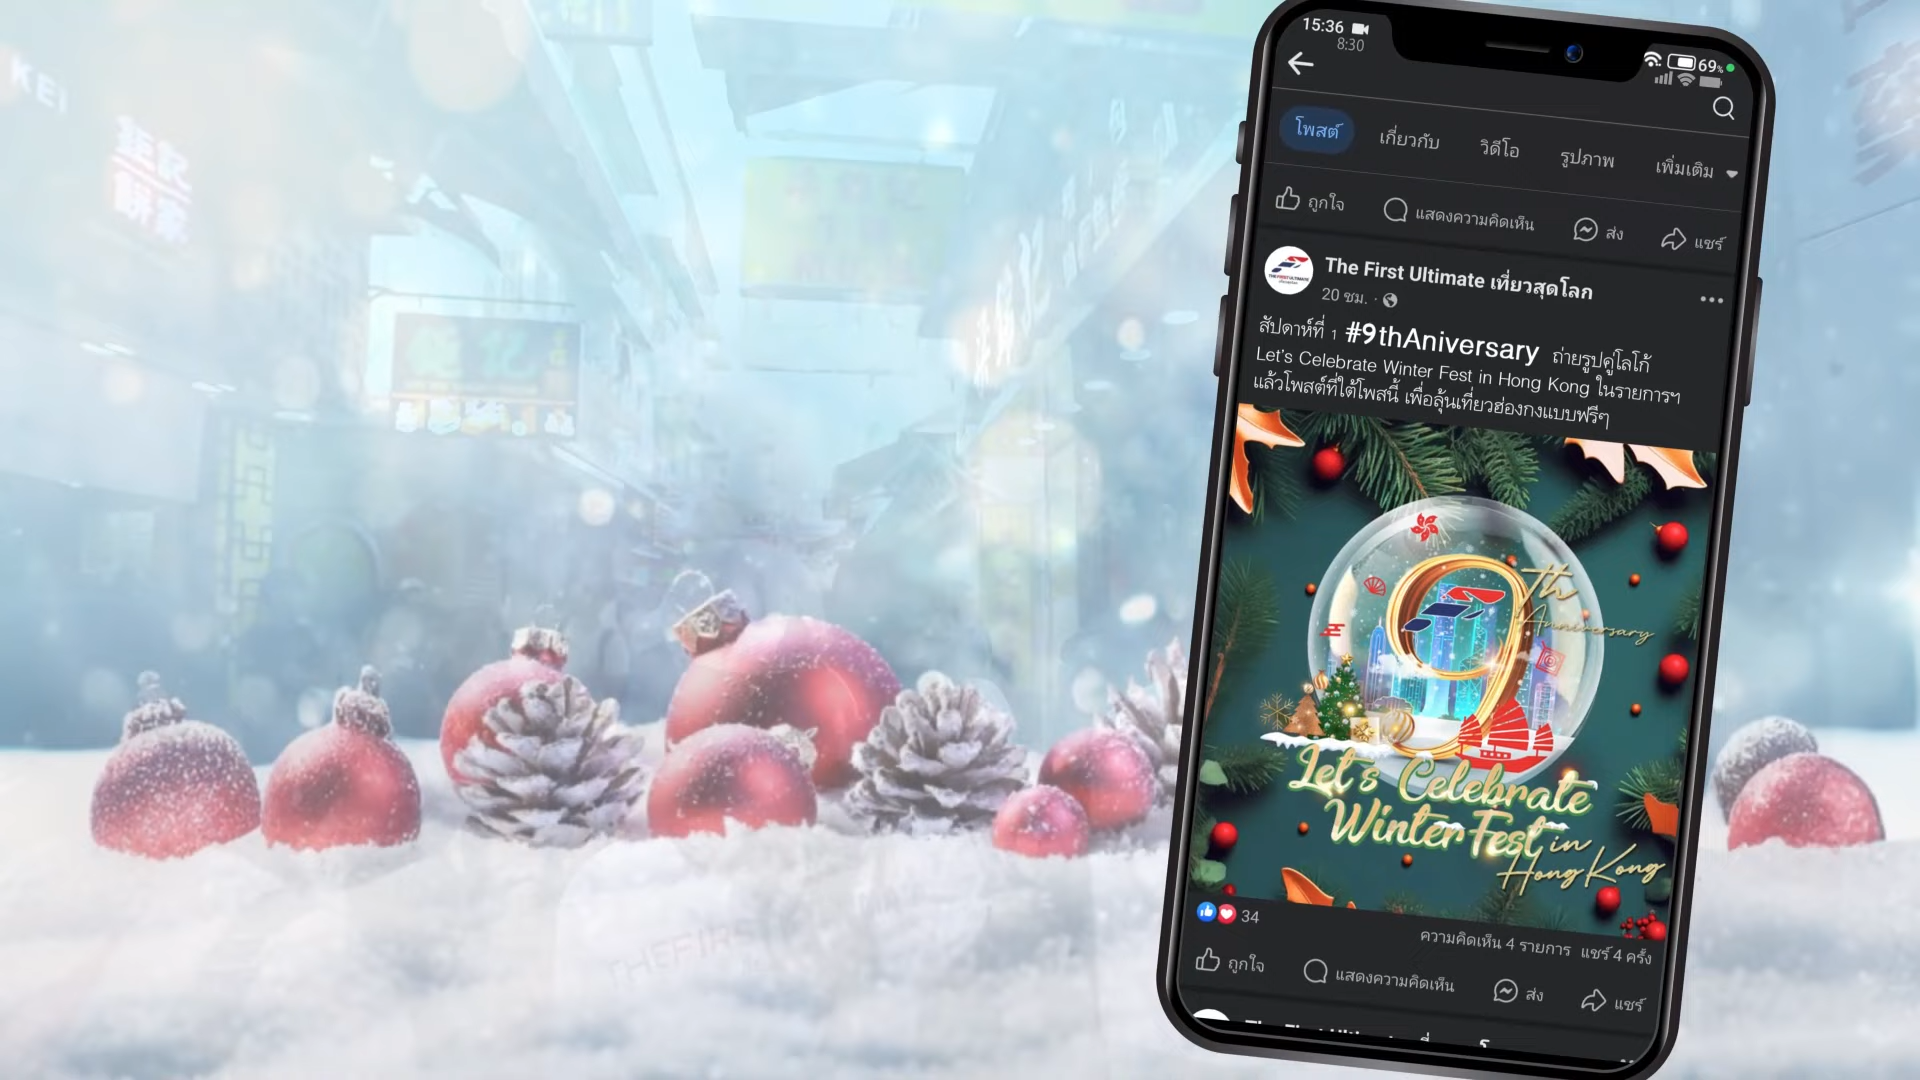 15:36
8:30
69%
โพสต์ เกี่ยวกับ วิดีโอ รูปภาพ เพิ่มเติม
ถูกใจ แสดงความคิดเห็น ส่ง แชร์
The First Ultimate เที่ยวสุดโลก
20 ชม. ·
สัปดาห์ที่ 1 #9thAniversary ถ่ายรูปคู่โลโก้
Let's Celebrate Winter Fest in Hong Kong ในรายการฯ
แล้วโพสต์ที่ใต้โพสนี้ เพื่อลุ้นเที่ยวฮ่องกงแบบฟรีๆ
9th
Anniversary
Let's Celebrate
Winter Fest in
Hong Kong
34
ความคิดเห็น 4 รายการ แชร์ 4 ครั้ง
ถูกใจ แสดงความคิดเห็น ส่ง แชร์
KEI
鉅記
餅家
THEFIRS